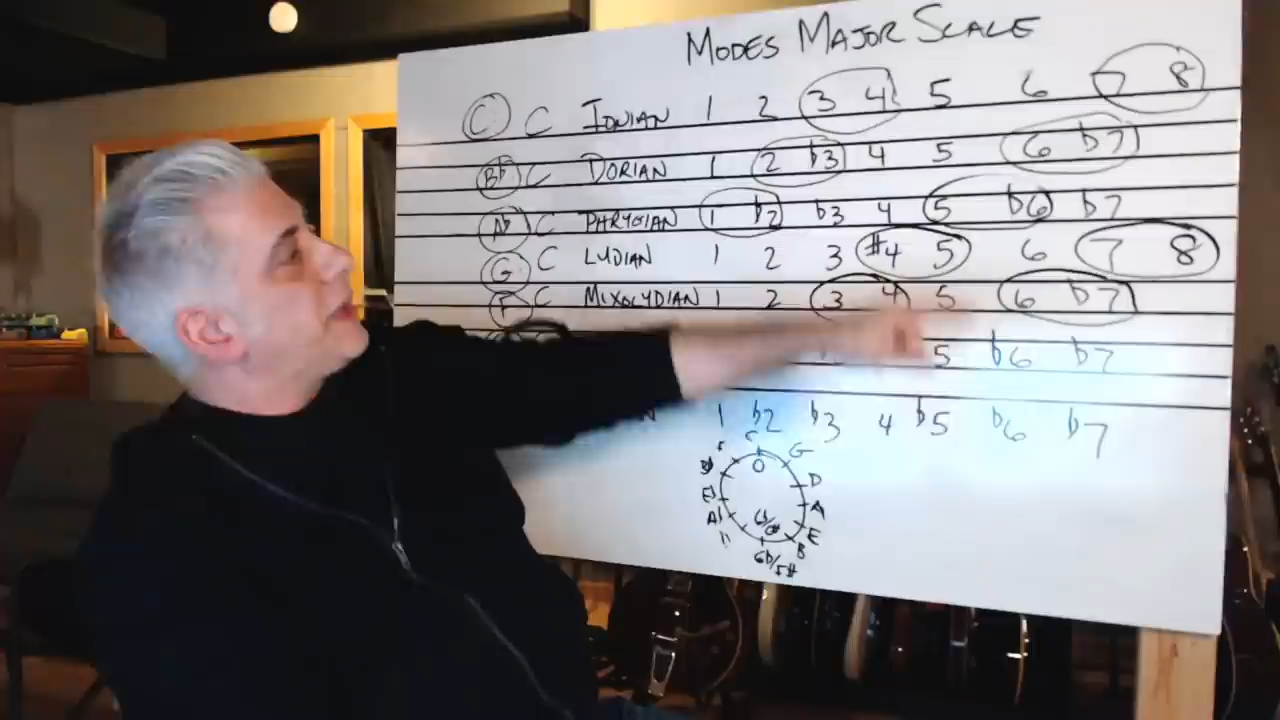 MODES MAJOR SCALE
C C IONIAN 1 2 3 4 5 6 7 8
Bb C DORIAN 1 2 b3 4 5 6 b7
Ab C PHRYGIAN 1 b2 b3 4 5 b6 b7
G C LYDIAN 1 2 3 #4 5 6 7 8
F C MIXOLYDIAN 1 2 3 4 5 6 b7
5 b6 b7
N 1 b2 b3 4 b5 b6 b7
C
G
D
A
E
B
Gb/F#
0